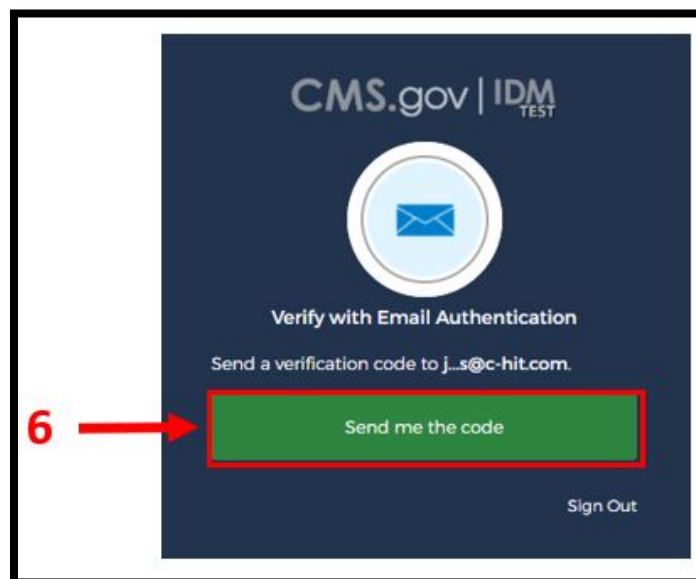 CMS.gov | IDM
TEST
Verify with Email Authentication
Send a verification code to j...s@c-hit.com.
6
Send me the code
Sign Out